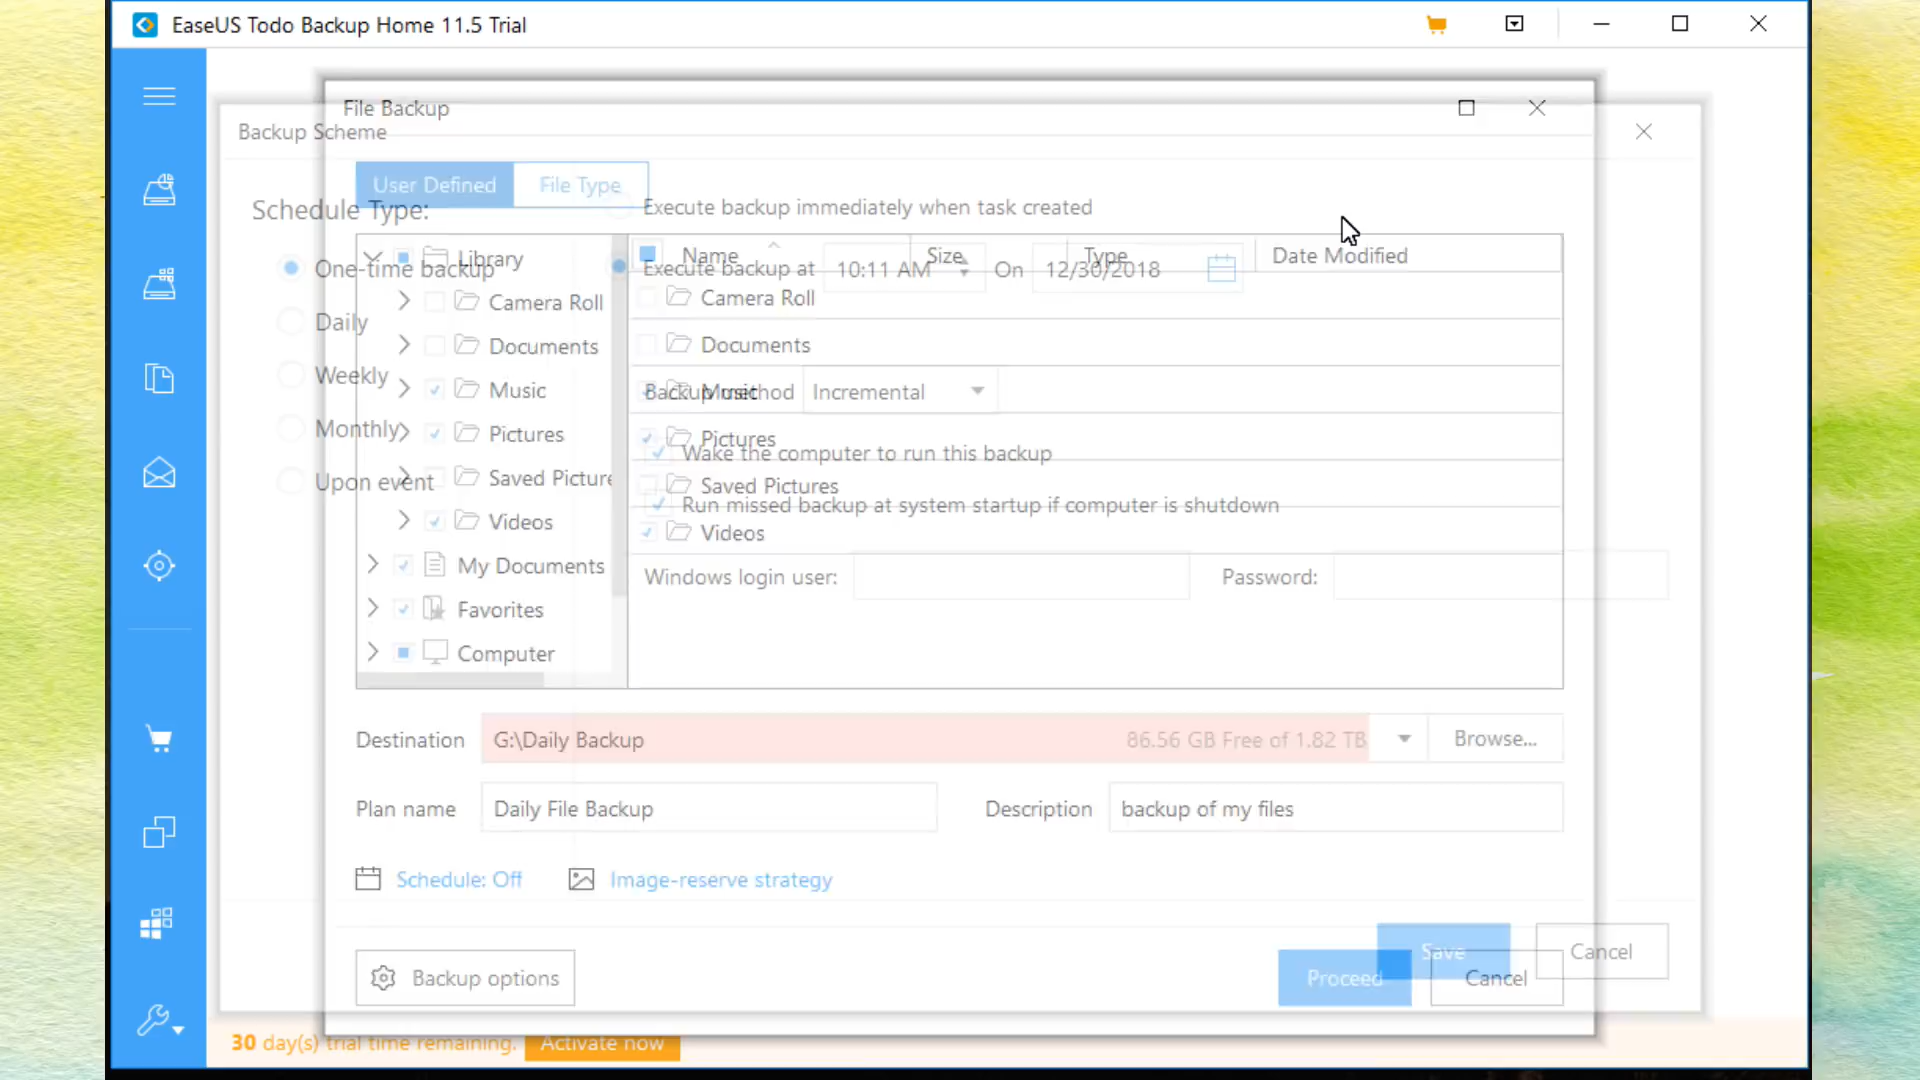 EaseUS Todo Backup Home 11.5 Trial
File Backup
Backup Scheme
User Defined
File Type
Schedule Type:
Execute backup immediately when task created
Library
One-time backup
Name
Size
Type
Date Modified
Execute backup at
10:11 AM
On
12/30/2018
Camera Roll
Camera Roll
Daily
Documents
Documents
Weekly
Music
Music
Backup method
Incremental
Monthly
Pictures
Pictures
Wake the computer to run this backup
Upon event
Saved Picture
Saved Pictures
Run missed backup at system startup if computer is shutdown
Videos
Videos
My Documents
Windows login user:
Password:
Favorites
Computer
Destination
G:\Daily Backup
86.56 GB Free of 1.82 TB
Browse...
Plan name
Daily File Backup
Description
backup of my files
Schedule: Off
Image-reserve strategy
Save
Cancel
Backup options
Proceed
Cancel
30 day(s) trial time remaining.
Activate now